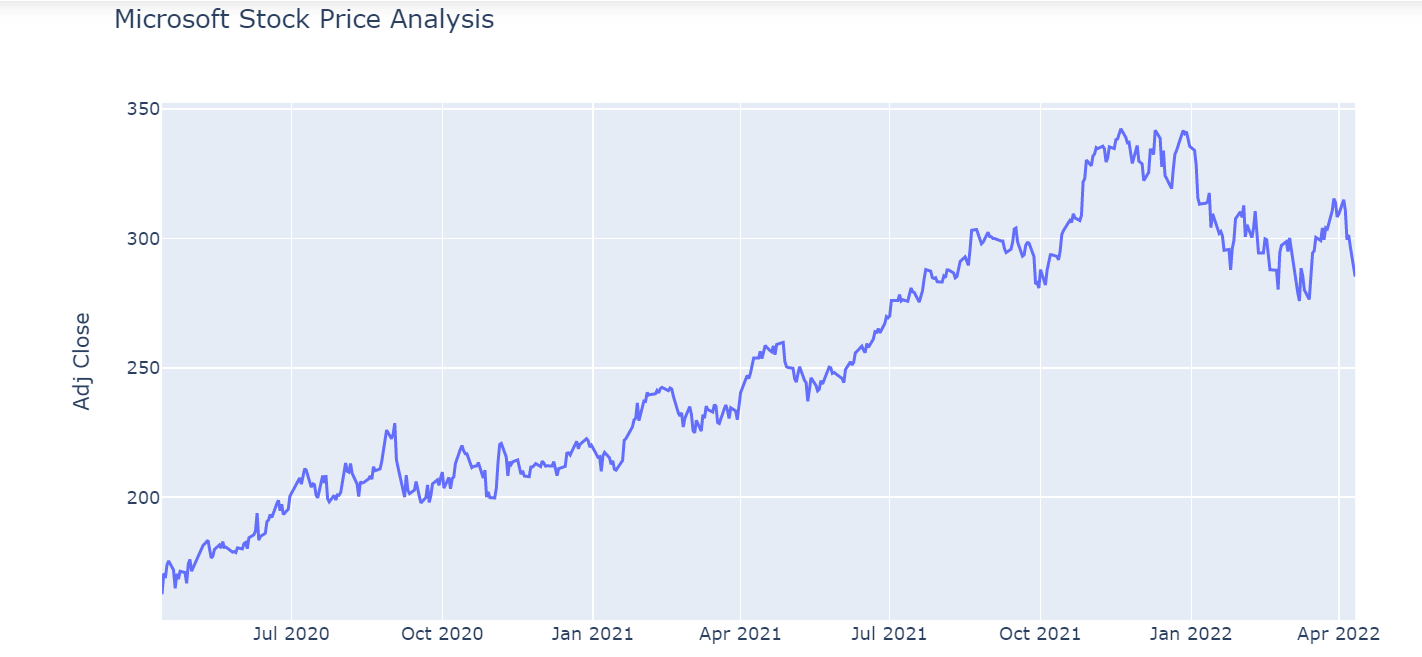 Microsoft Stock Price Analysis
350
300
250
200
Adj Close
Jul 2020 Oct 2020 Jan 2021 Apr 2021 Jul 2021 Oct 2021 Jan 2022 Apr 2022